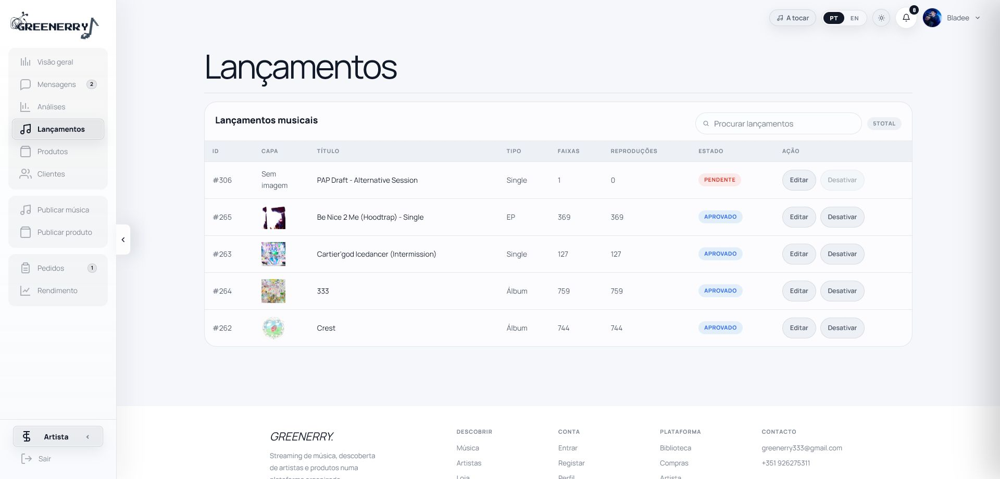 GREENERRY
A tocar
PT EN
8
Bladee
Visão geral
Mensagens 2
Análises
Lançamentos
Produtos
Clientes
Publicar música
Publicar produto
Pedidos 1
Rendimento
Artista
Sair
Lançamentos
Lançamentos musicais
Procurar lançamentos
5TOTAL
ID CAPA TÍTULO TIPO FAIXAS REPRODUÇÕES ESTADO AÇÃO
#306 Sem imagem PAP Draft - Alternative Session Single 1 0 PENDENTE Editar Desativar
#265 Be Nice 2 Me (Hoodtrap) - Single EP 369 369 APROVADO Editar Desativar
#263 Cartier'god Icedancer (Intermission) Single 127 127 APROVADO Editar Desativar
#264 333 Álbum 759 759 APROVADO Editar Desativar
#262 Crest Álbum 744 744 APROVADO Editar Desativar
GREENERRY.
Streaming de música, descoberta
de artistas e produtos numa
plataforma organizada
DESCOBRIR
Música
Artistas
Loja
CONTA
Entrar
Registar
Perfil
PLATAFORMA
Biblioteca
Compras
Artista
CONTACTO
greenerry333@gmail.com
+351 926275311